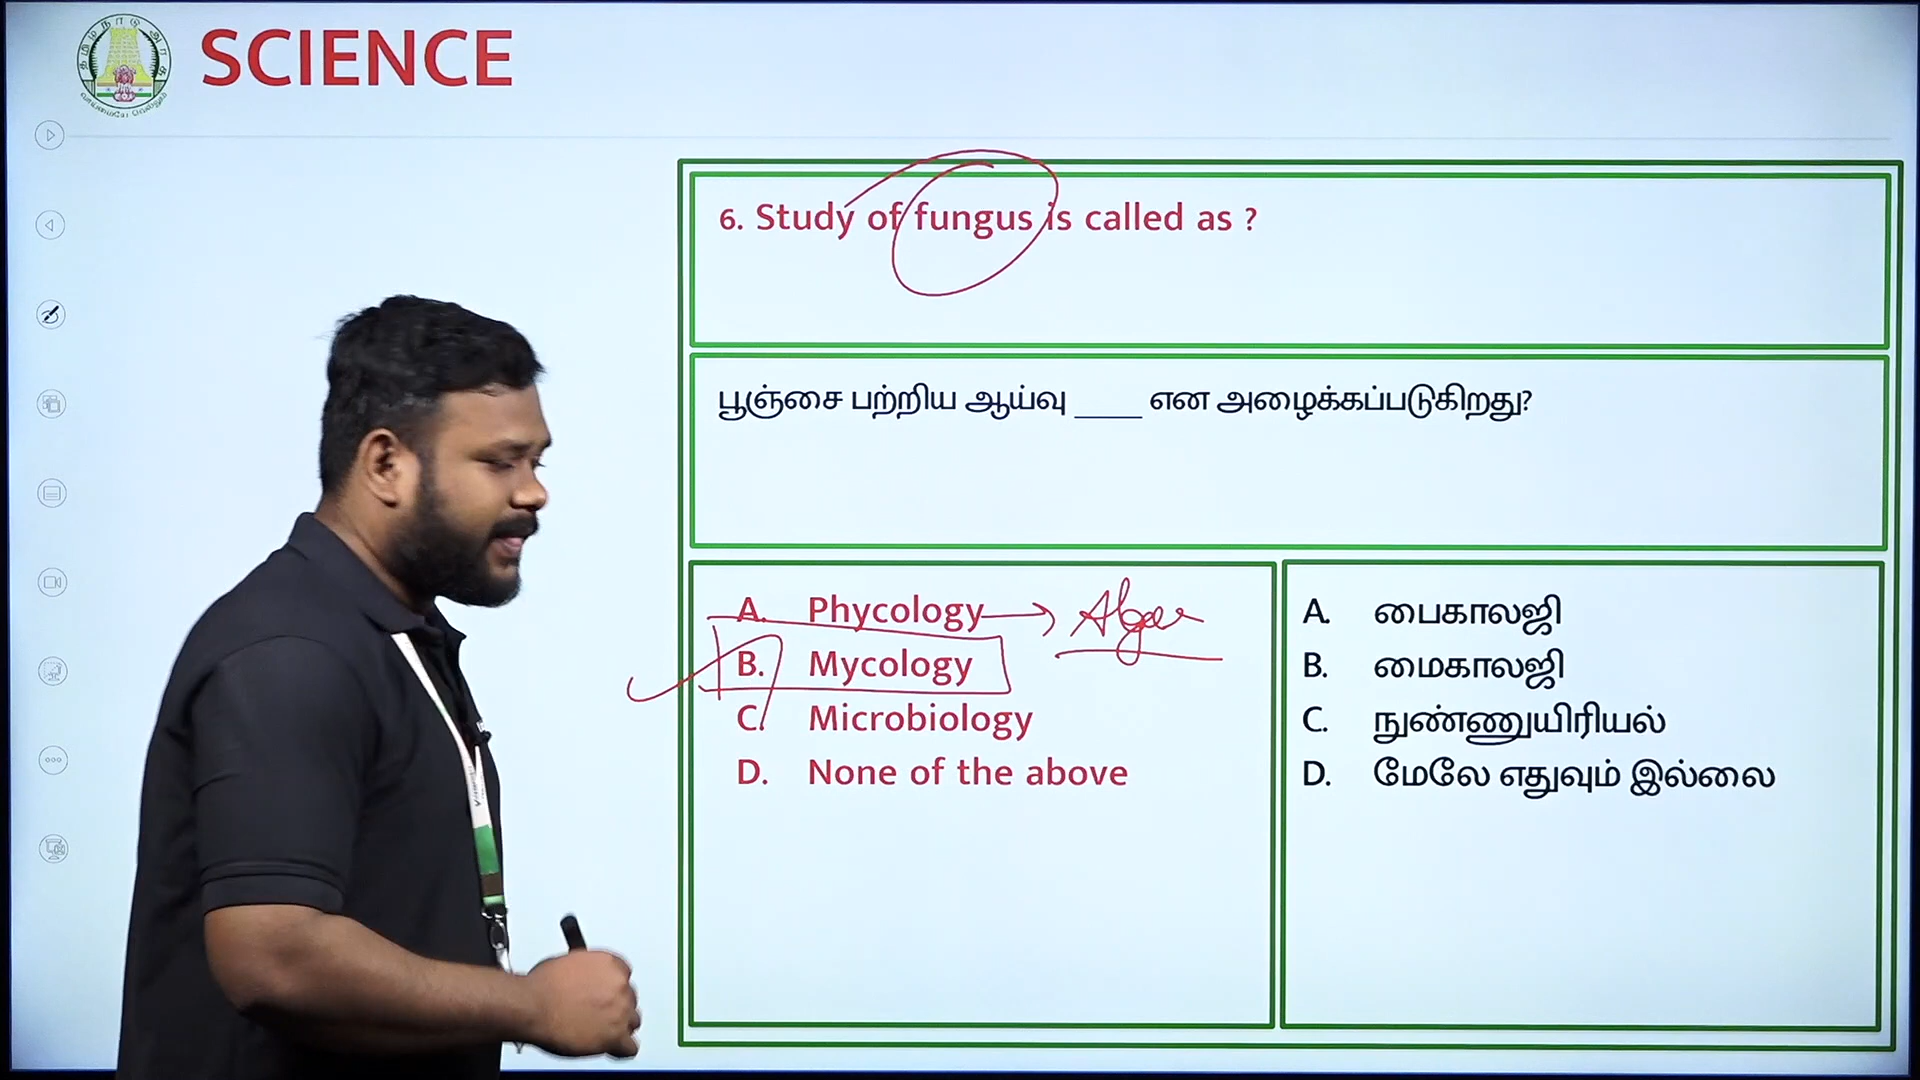 SCIENCE
6. Study of fungus is called as ?
பூஞ்சை பற்றிய ஆய்வு ____ என அழைக்கப்படுகிறது?
A. Phycology → Algae
B. Mycology
C. Microbiology
D. None of the above
A. பைகாலஜி
B. மைகாலஜி
C. நுண்ணுயிரியல்
D. மேலே எதுவும் இல்லை